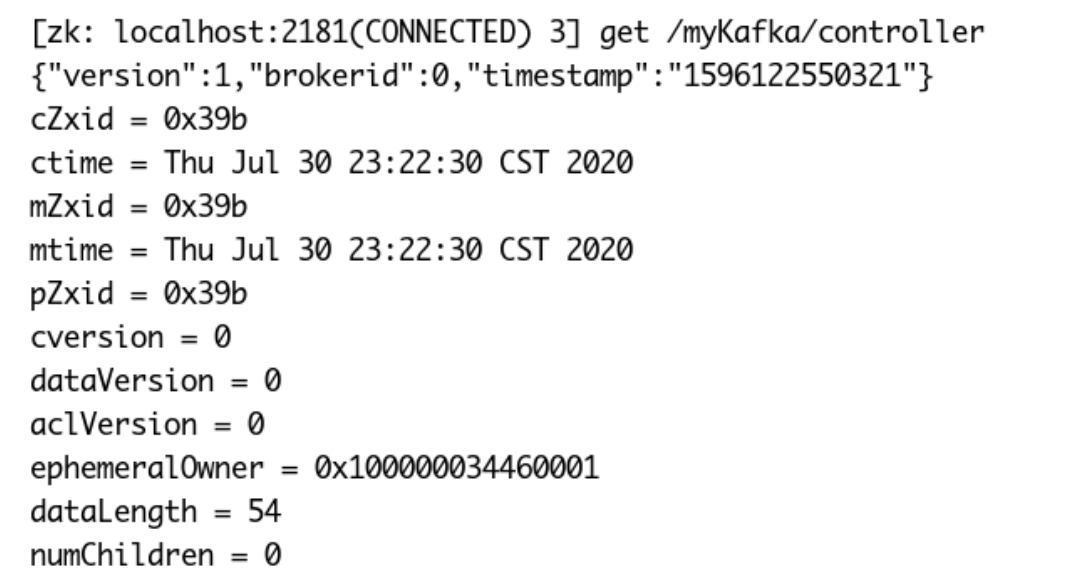 [zk: localhost:2181(CONNECTED) 3] get /myKafka/controller
{"version":1,"brokerid":0,"timestamp":"1596122550321"}
cZxid = 0x39b
ctime = Thu Jul 30 23:22:30 CST 2020
mZxid = 0x39b
mtime = Thu Jul 30 23:22:30 CST 2020
pZxid = 0x39b
cversion = 0
dataVersion = 0
aclVersion = 0
ephemeralOwner = 0x100000034460001
dataLength = 54
numChildren = 0